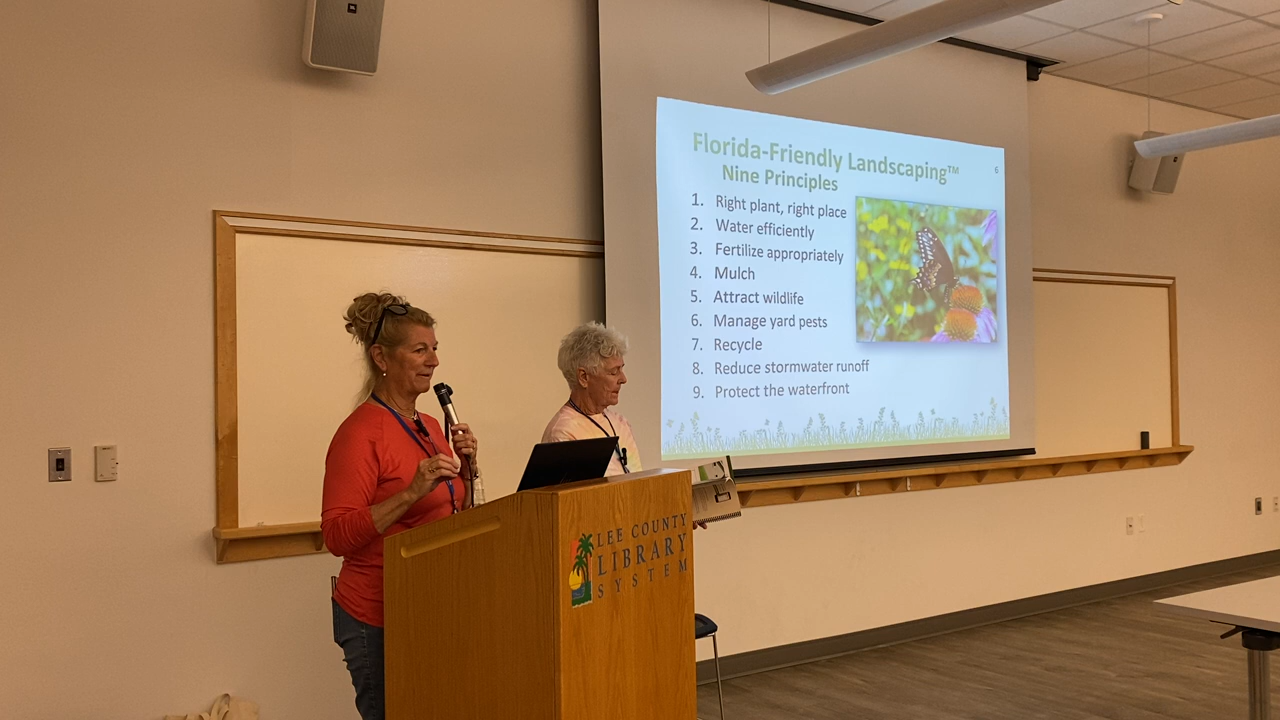 JBL
Florida-Friendly Landscaping™
6
Nine Principles
1. Right plant, right place
2. Water efficiently
3. Fertilize appropriately
4. Mulch
5. Attract wildlife
6. Manage yard pests
7. Recycle
8. Reduce stormwater runoff
9. Protect the waterfront
LEE COUNTY
LIBRARY
SYSTEM